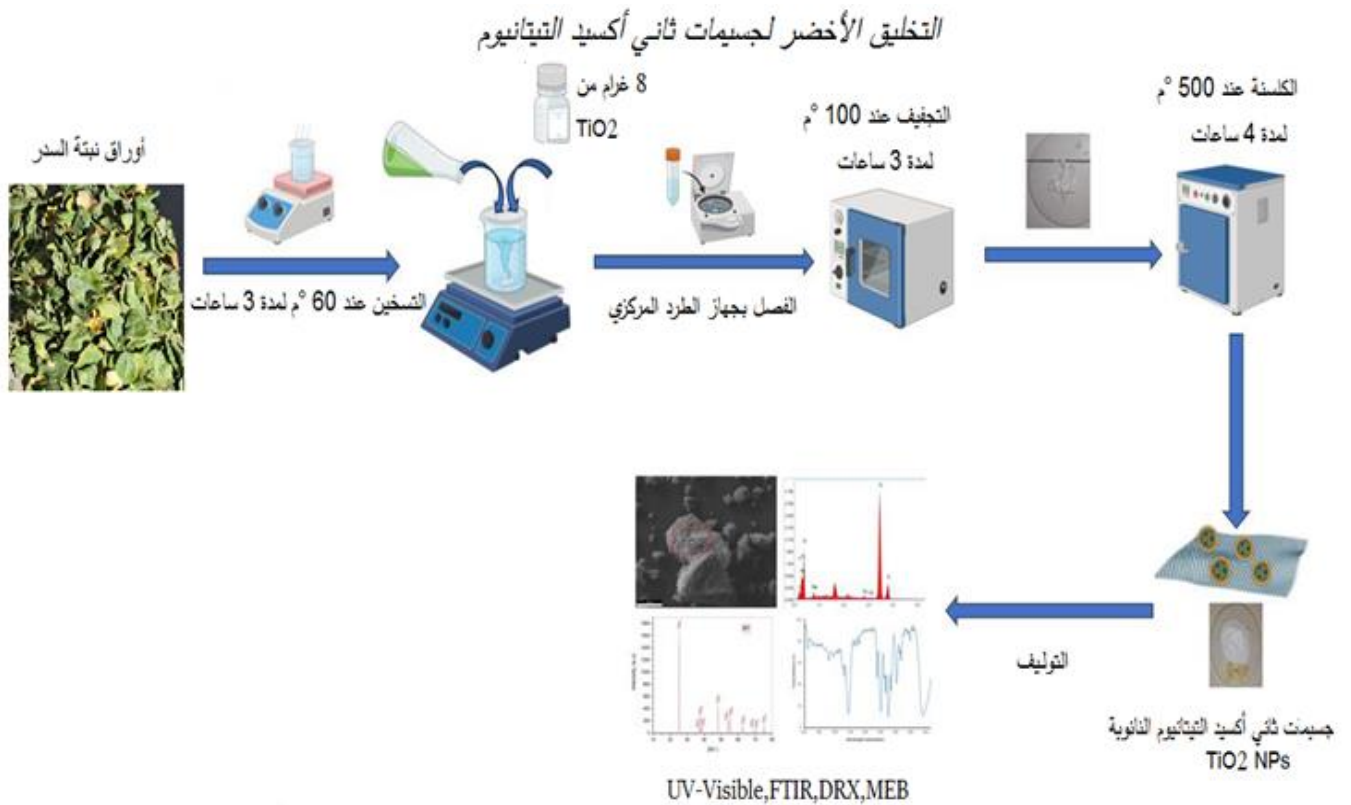 التخليق الأخضر لجسيمات ثاني أكسيد التيتانيوم
8 غرام من
TiO2
أوراق نبتة السدر
التسخين عند 60 °م لمدة 3 ساعات
الفصل بجهاز الطرد المركزي
التجفيف عند 100 °م
لمدة 3 ساعات
الكلسنة عند 500 °م
لمدة 4 ساعات
جسيمات ثاني أكسيد التيتانيوم النانوية
TiO2 NPs
التوليف
UV-Visible,FTIR,DRX,MEB